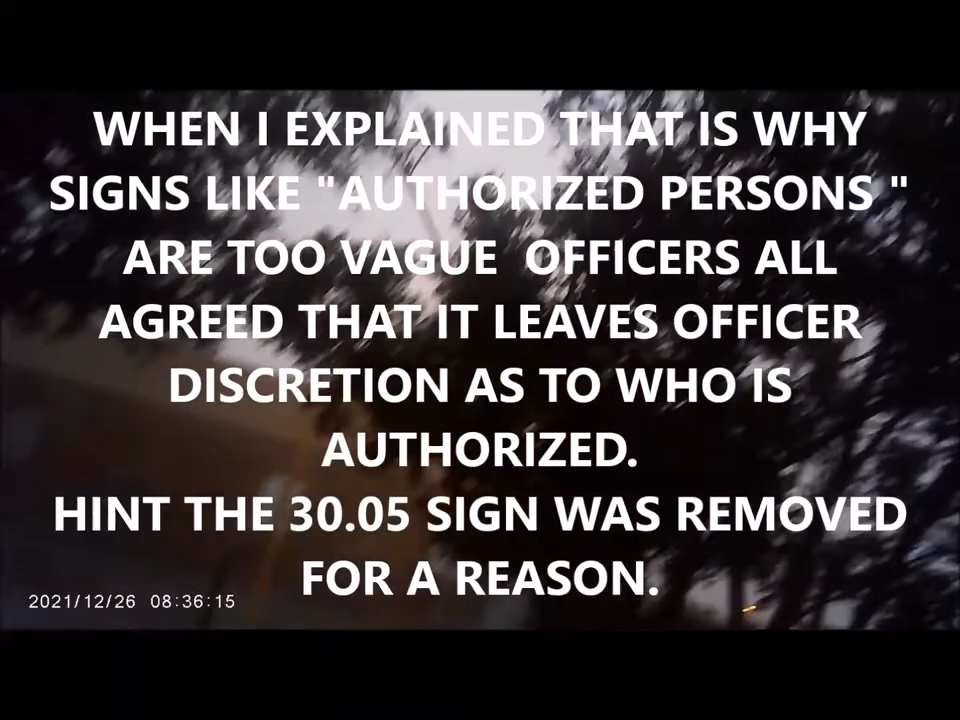 WHEN I EXPLAINED THAT IS WHY
SIGNS LIKE "AUTHORIZED PERSONS "
ARE TOO VAGUE  OFFICERS ALL
AGREED THAT IT LEAVES OFFICER
DISCRETION AS TO WHO IS
AUTHORIZED.
HINT THE 30.05 SIGN WAS REMOVED
FOR A REASON.
2021/12/26  08:36:15